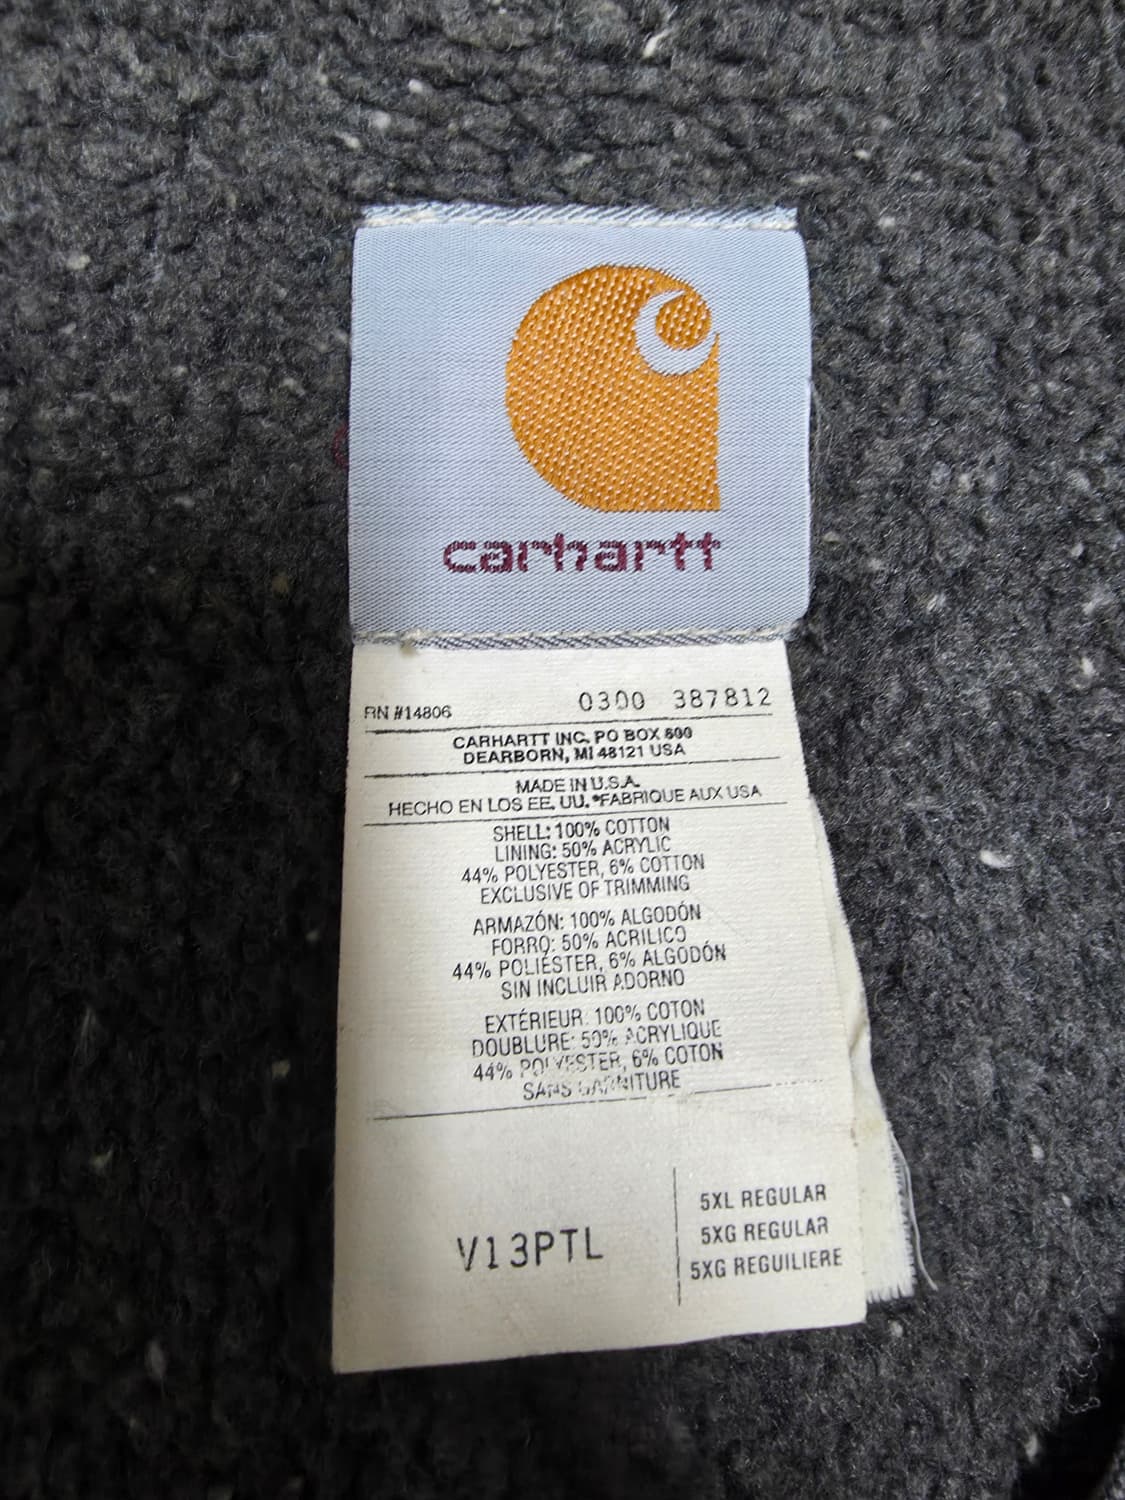 carhartt
RN #14806 0300 387812
CARHARTT INC, PO BOX 600
DEARBORN, MI 48121 USA
MADE IN U.S.A.
HECHO EN LOS EE. UU. *FABRIQUE AUX USA
SHELL: 100% COTTON
LINING: 50% ACRYLIC
44% POLYESTER, 6% COTTON
EXCLUSIVE OF TRIMMING
ARMAZÓN: 100% ALGODÓN
FORRO: 50% ACRILICO
44% POLIÉSTER, 6% ALGODÓN
SIN INCLUIR ADORNO
EXTÉRIEUR: 100% COTON
DOUBLURE: 50% ACRYLIQUE
44% POLYESTER, 6% COTON
SANS GARNITURE
V13PTL
5XL REGULAR
5XG REGULAR
5XG REGUILIERE